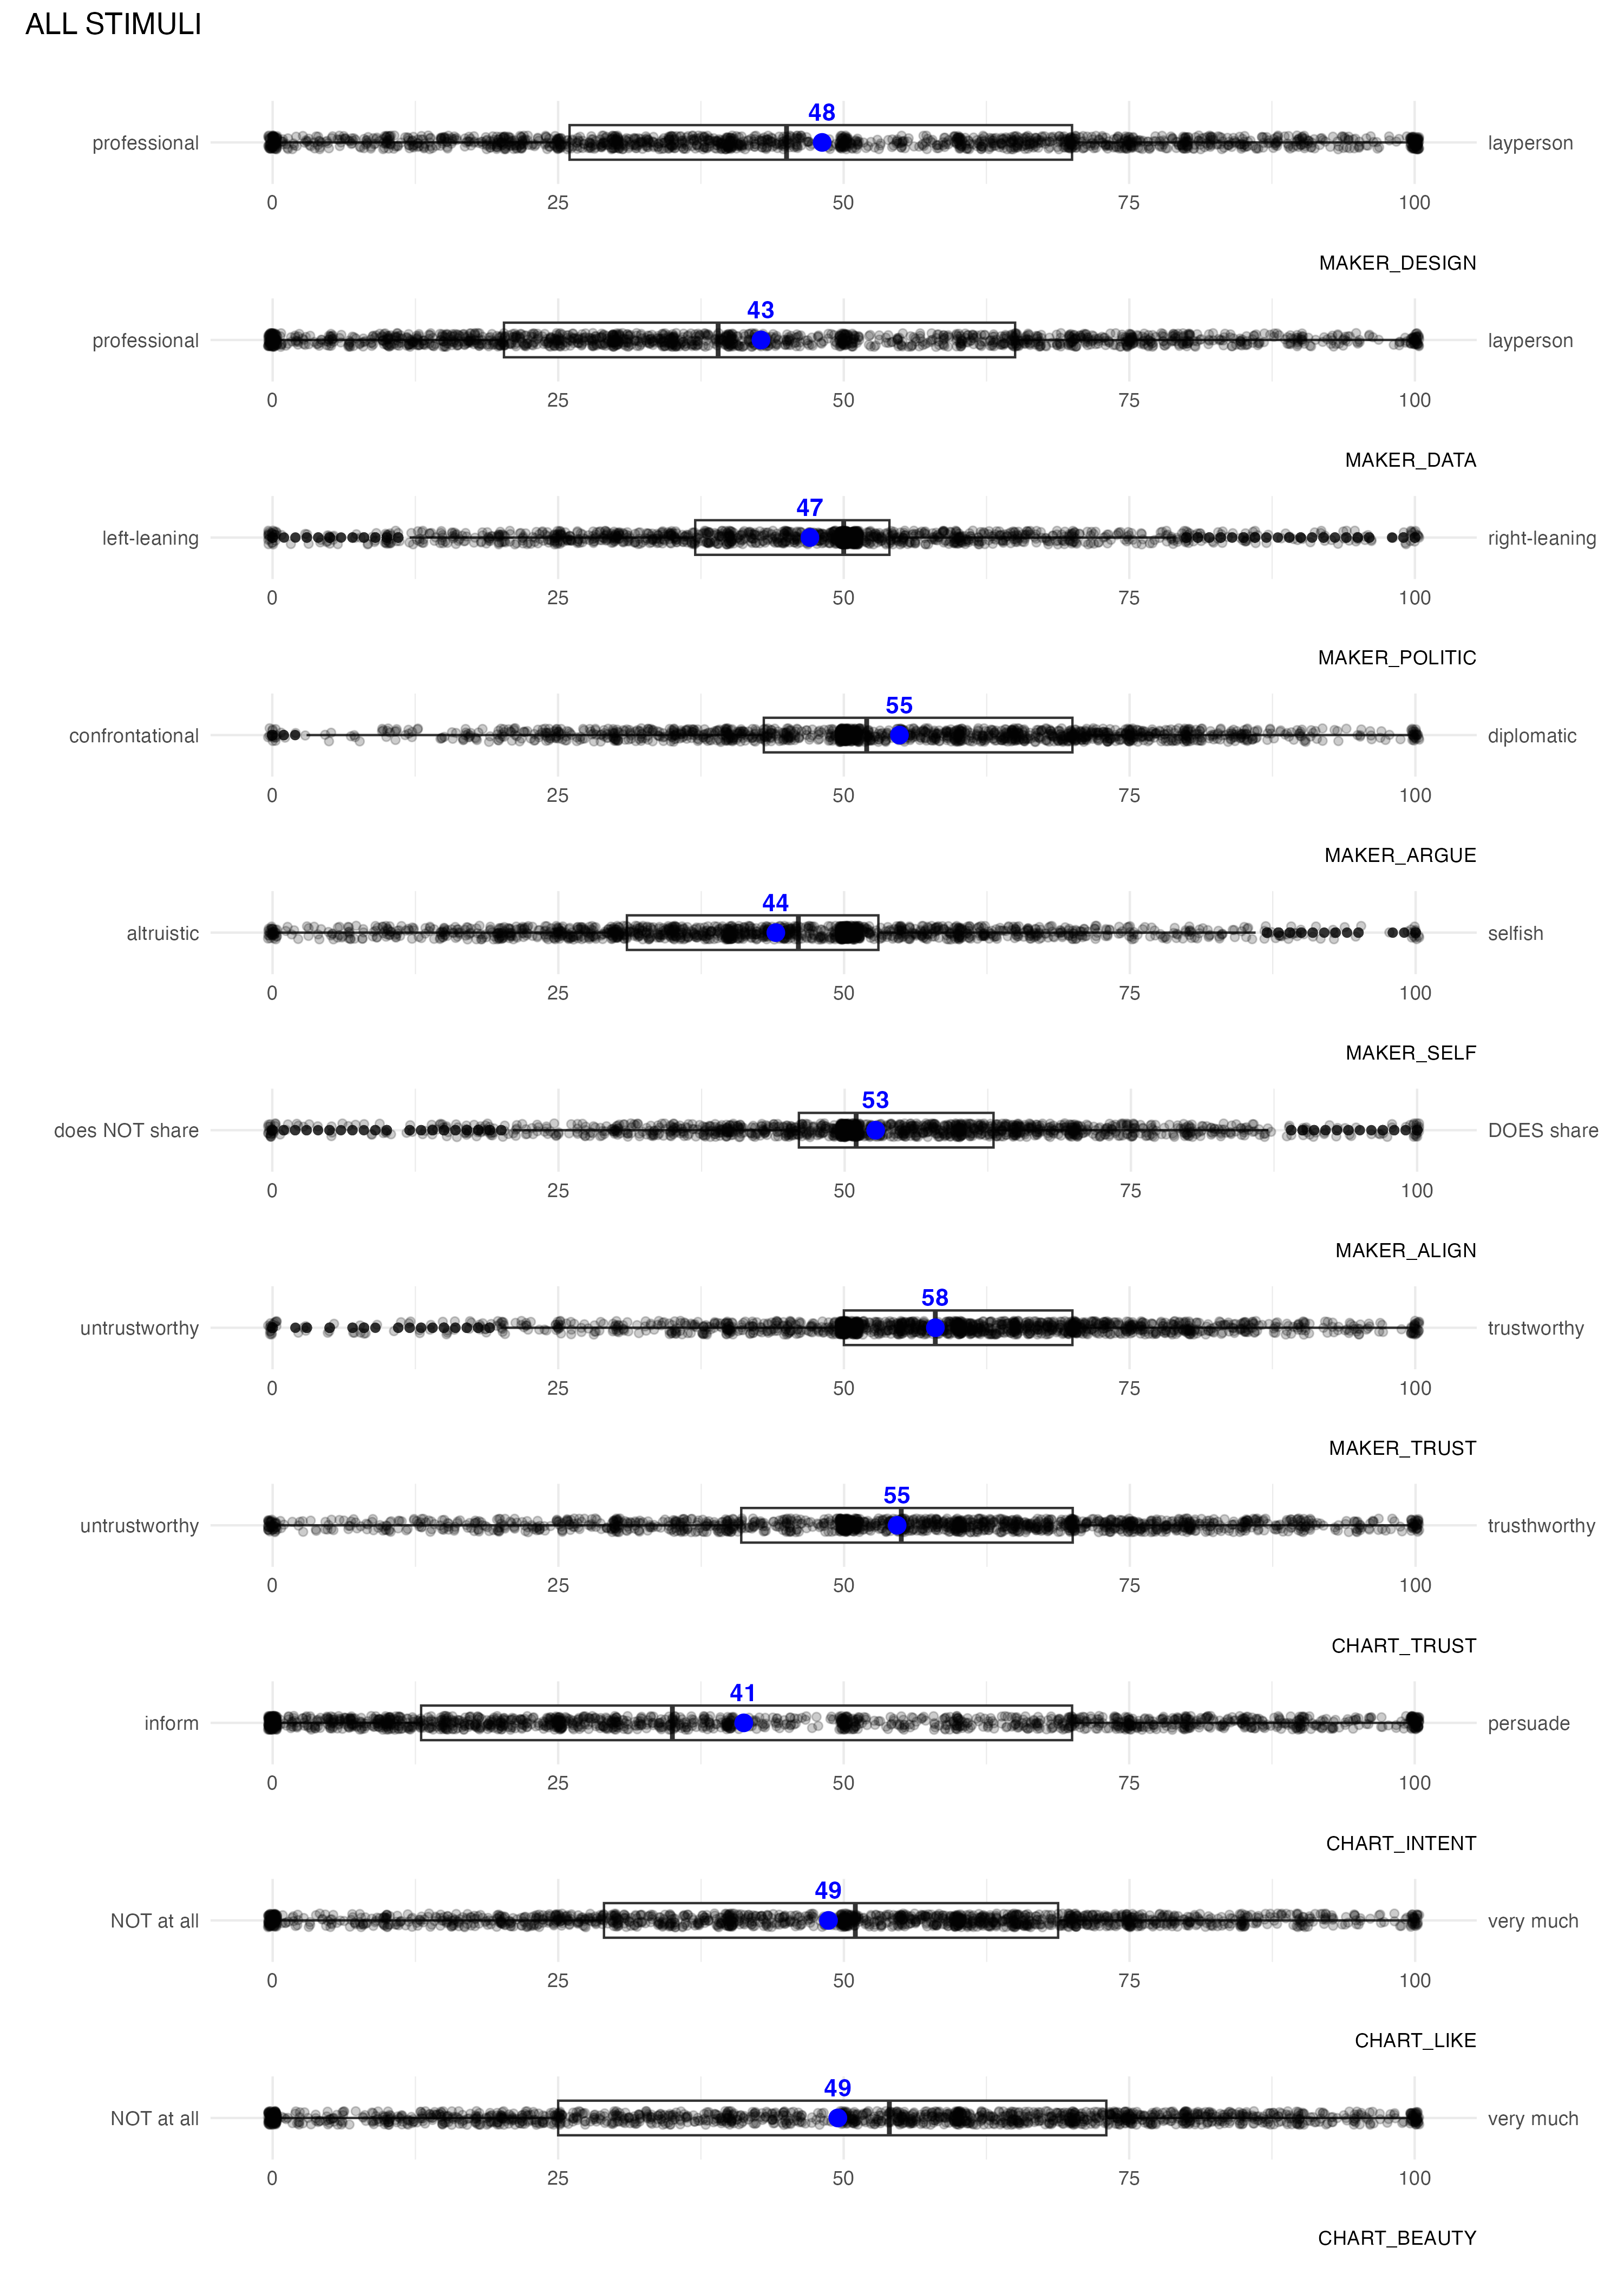 ALL STIMULI
48
professional layperson
0 25 50 75 100
MAKER_DESIGN
43
professional layperson
0 25 50 75 100
MAKER_DATA
47
left-leaning right-leaning
0 25 50 75 100
MAKER_POLITIC
55
confrontational diplomatic
0 25 50 75 100
MAKER_ARGUE
44
altruistic selfish
0 25 50 75 100
MAKER_SELF
53
does NOT share DOES share
0 25 50 75 100
MAKER_ALIGN
58
untrustworthy trustworthy
0 25 50 75 100
MAKER_TRUST
55
untrustworthy trusthworthy
0 25 50 75 100
CHART_TRUST
41
inform persuade
0 25 50 75 100
CHART_INTENT
49
NOT at all very much
0 25 50 75 100
CHART_LIKE
49
NOT at all very much
0 25 50 75 100
CHART_BEAUTY